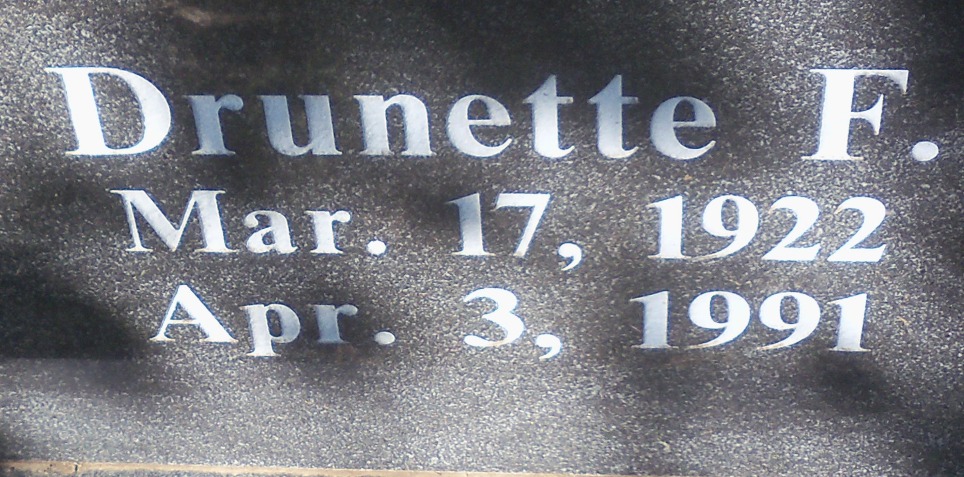 Drunette F.
Mar. 17, 1922
Apr. 3, 1991